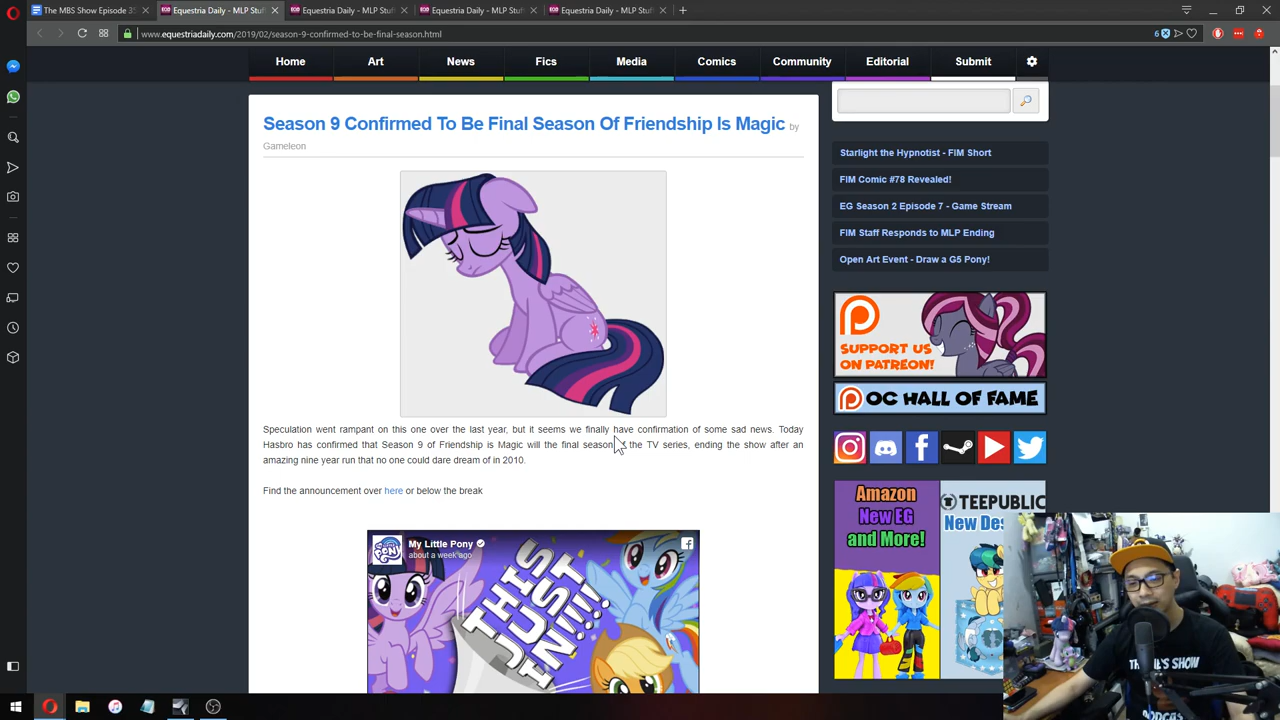 The MBS Show Episode 35
Equestria Daily - MLP Stuff
Equestria Daily - MLP Stuff
Equestria Daily - MLP Stuff
Equestria Daily - MLP Stuff
www.equestriadaily.com/2019/02/season-9-confirmed-to-be-final-season.html
6
Home
Art
News
Fics
Media
Comics
Community
Editorial
Submit
Season 9 Confirmed To Be Final Season Of Friendship Is Magic by
Gameleon
Speculation went rampant on this one over the last year, but it seems we finally have confirmation of some sad news. Today
Hasbro has confirmed that Season 9 of Friendship is Magic will the final season of the TV series, ending the show after an
amazing nine year run that no one could dare dream of in 2010.
Find the announcement over here or below the break
My Little Pony
about a week ago
THIS
JUST
IN!!!
Starlight the Hypnotist - FIM Short
FIM Comic #78 Revealed!
EG Season 2 Episode 7 - Game Stream
FIM Staff Responds to MLP Ending
Open Art Event - Draw a G5 Pony!
SUPPORT US
ON PATREON!
OC HALL OF FAME
Amazon
New EG
and More!
TEEPUBLIC
New Des
SHOW